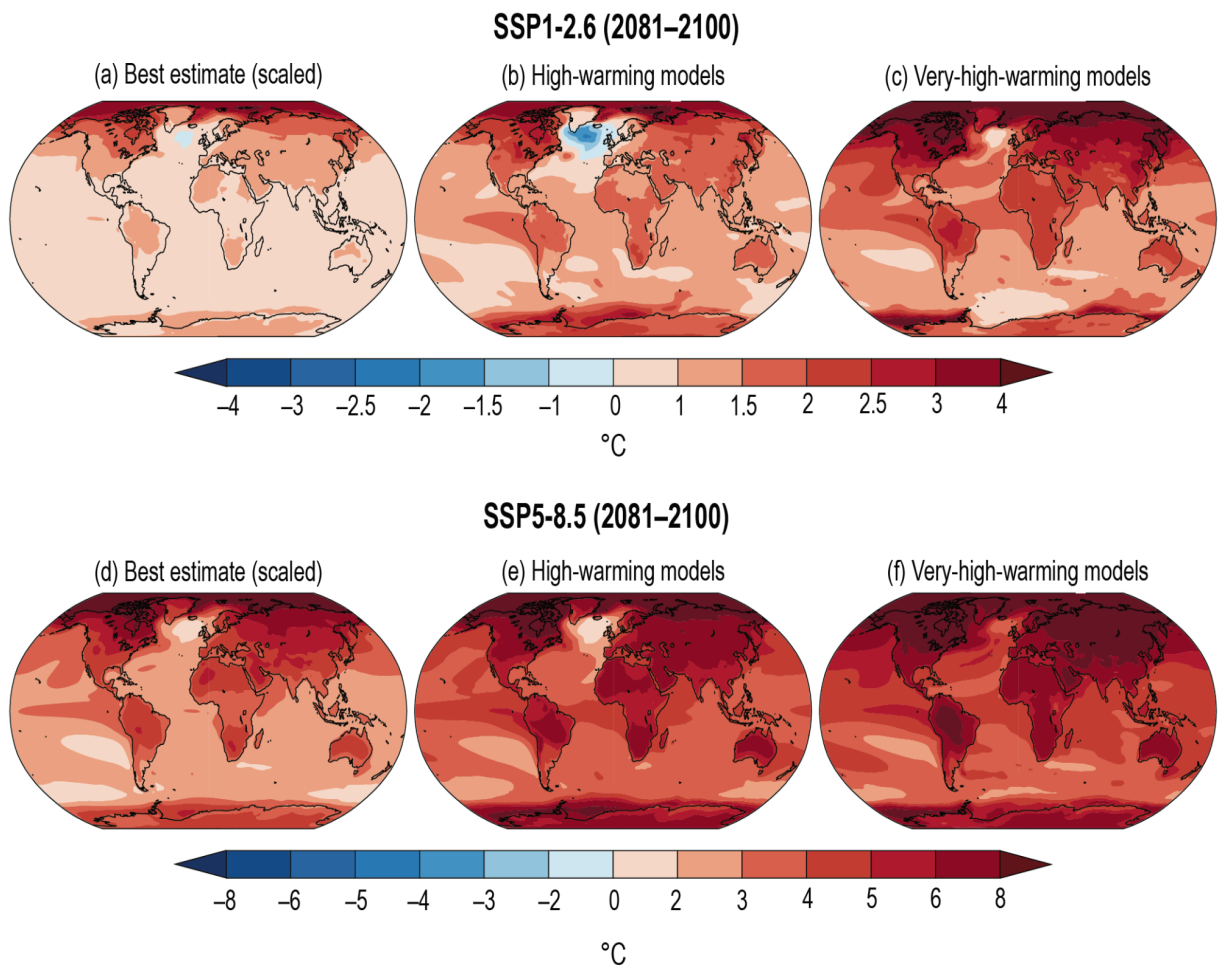 SSP1-2.6 (2081–2100)
(a) Best estimate (scaled) (b) High-warming models (c) Very-high-warming models
–4 –3 –2.5 –2 –1.5 –1 0 1 1.5 2 2.5 3 4
°C
SSP5-8.5 (2081–2100)
(d) Best estimate (scaled) (e) High-warming models (f) Very-high-warming models
–8 –6 –5 –4 –3 –2 0 2 3 4 5 6 8
°C